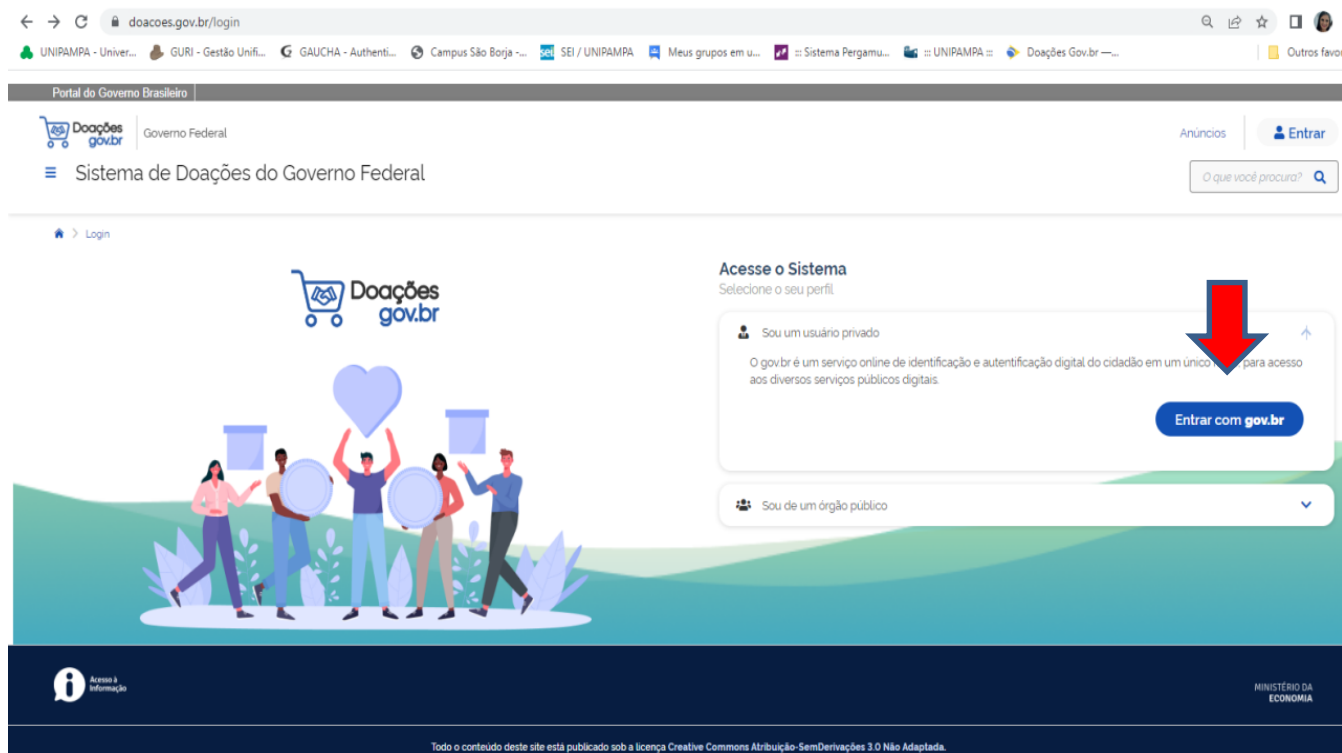 doacoes.gov.br/login
UNIPAMPA - Univer... GURI - Gestão Unifi... GAUCHA - Authenti... Campus São Borja -... sei SEI / UNIPAMPA Meus grupos em u... ::: Sistema Pergamu... ::: UNIPAMPA ::: Doações Gov.br —... Outros favor
Portal do Governo Brasileiro
Doações
gov.br
Governo Federal
Anúncios
Entrar
Sistema de Doações do Governo Federal
O que você procura?
Login
Doações
gov.br
Acesse o Sistema
Selecione o seu perfil
Sou um usuário privado
O gov.br é um serviço online de identificação e autentificação digital do cidadão em um único para acesso
aos diversos serviços públicos digitais.
Entrar com gov.br
Sou de um órgão público
Acesso à
Informação
MINISTÉRIO DA
ECONOMIA
Todo o conteúdo deste site está publicado sob a licença Creative Commons Atribuição-SemDerivações 3.0 Não Adaptada.